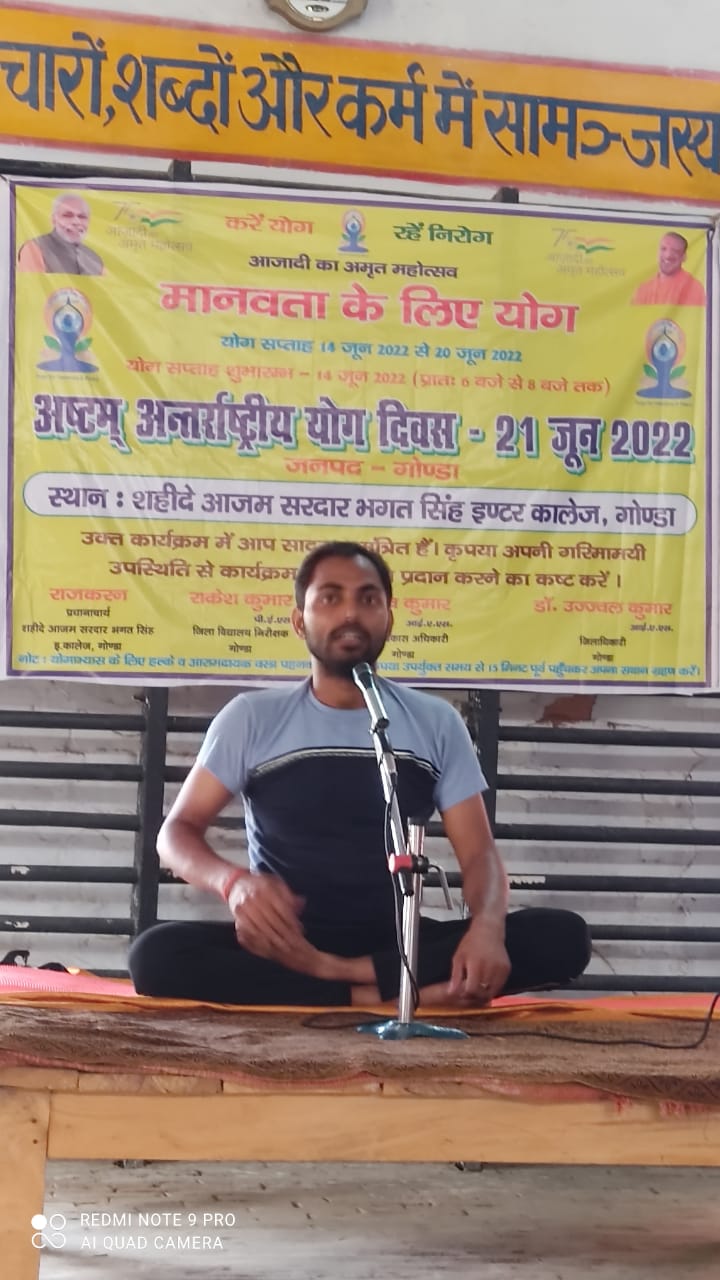 चारों,शब्दों और कर्म में सामञ्जस्य
करें योग रहें निरोग
आजादी का अमृत महोत्सव
आजादी का अमृत महोत्सव
आजादी का अमृत महोत्सव
मानवता के लिए योग
योग सप्ताह 14 जून 2022 से 20 जून 2022
योग सप्ताह शुभारम्भ - 14 जून 2022 (प्रातः 6 बजे से 8 बजे तक)
अष्टम् अन्तर्राष्ट्रीय योग दिवस - 21 जून 2022
जनपद - गोण्डा
स्थान : शहीदे आजम सरदार भगत सिंह इण्टर कालेज, गोण्डा
उक्त कार्यक्रम में आप हैं। कृपया अपनी गरिमामयी
उपस्थिति से कार्यक्रम प्रदान करने का कष्ट करें ।
राजकरन राकेश कुमार कुमार डॉ. उज्ज्वल कुमार
प्रधानाचार्य पी.ई.एस आई.ए.एस. आई.ए.एस.
शहीदे आजम सरदार भगत सिंह जिला विद्यालय निरीक्षक अधिकारी जिलाधिकारी
इ.कालेज, गोण्डा गोण्डा गोण्डा गोण्डा
नोट : योगाभ्यास के लिए हल्के व आरामदायक वस्त्र उपर्युक्त समय से 15 मिनट पूर्व पहुँचकर अपना स्थान ग्रहण करें।
REDMI NOTE 9 PRO
AI QUAD CAMERA